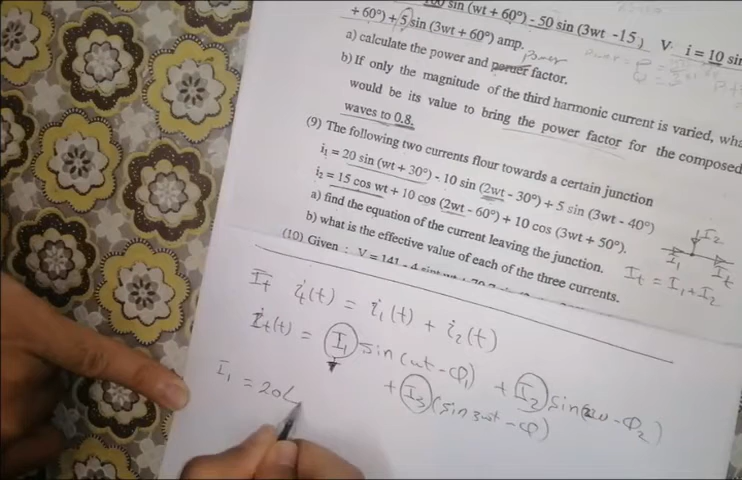 100 sin (wt + 60°) - 50 sin (3wt -15) V i = 10 sin
+ 60°) + 5 sin (3wt + 60°) amp.
a) calculate the power and factor.
power
b) If only the magnitude of the third harmonic current is varied, wha
would be its value to bring the power factor for the composed
waves to 0.8.
(9) The following two currents flour towards a certain junction
i₁ = 20 sin (wt + 30°) - 10 sin (2wt - 30°) + 5 sin (3wt - 40°)
i₂ = 15 cos wt + 10 cos (2wt - 60°) + 10 cos (3wt + 50°).
a) find the equation of the current leaving the junction.
b) what is the effective value of each of the three currents.
(10) Given : V = 141
I₂
I₁
It
It = I₁ + I₂
It it(t) = i₁(t) + i₂(t)
it(t) = I₁ sin(wt - Φ₁) + I₂ sin(2w - Φ₂)
+ I₃ (sin 3wt - Φ)
I₁ = 20∠